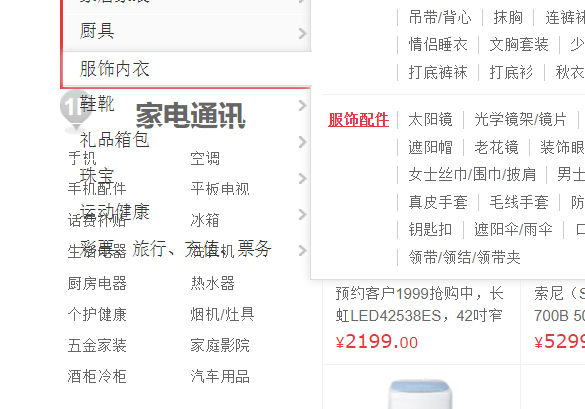 厨具
服饰内衣
鞋靴
礼品箱包
珠宝
运动健康
彩票、旅行、充值、票务
1F 家电通讯
手机 空调
手机配件 平板电视
话费补贴 冰箱
生活电器 洗衣机
厨房电器 热水器
个护健康 烟机/灶具
五金家装 家庭影院
酒柜冷柜 汽车用品
吊带/背心 抹胸 连裤袜
情侣睡衣 文胸套装 少
打底裤袜 打底衫 秋衣
服饰配件 太阳镜 光学镜架/镜片
遮阳帽 老花镜 装饰眼
女士丝巾/围巾/披肩 男士
真皮手套 毛线手套 防
钥匙扣 遮阳伞/雨伞 口
领带/领结/领带夹
预约客户1999抢购中，长
虹LED42538ES，42吋窄
¥2199.00
索尼（S
700B 50
¥5299